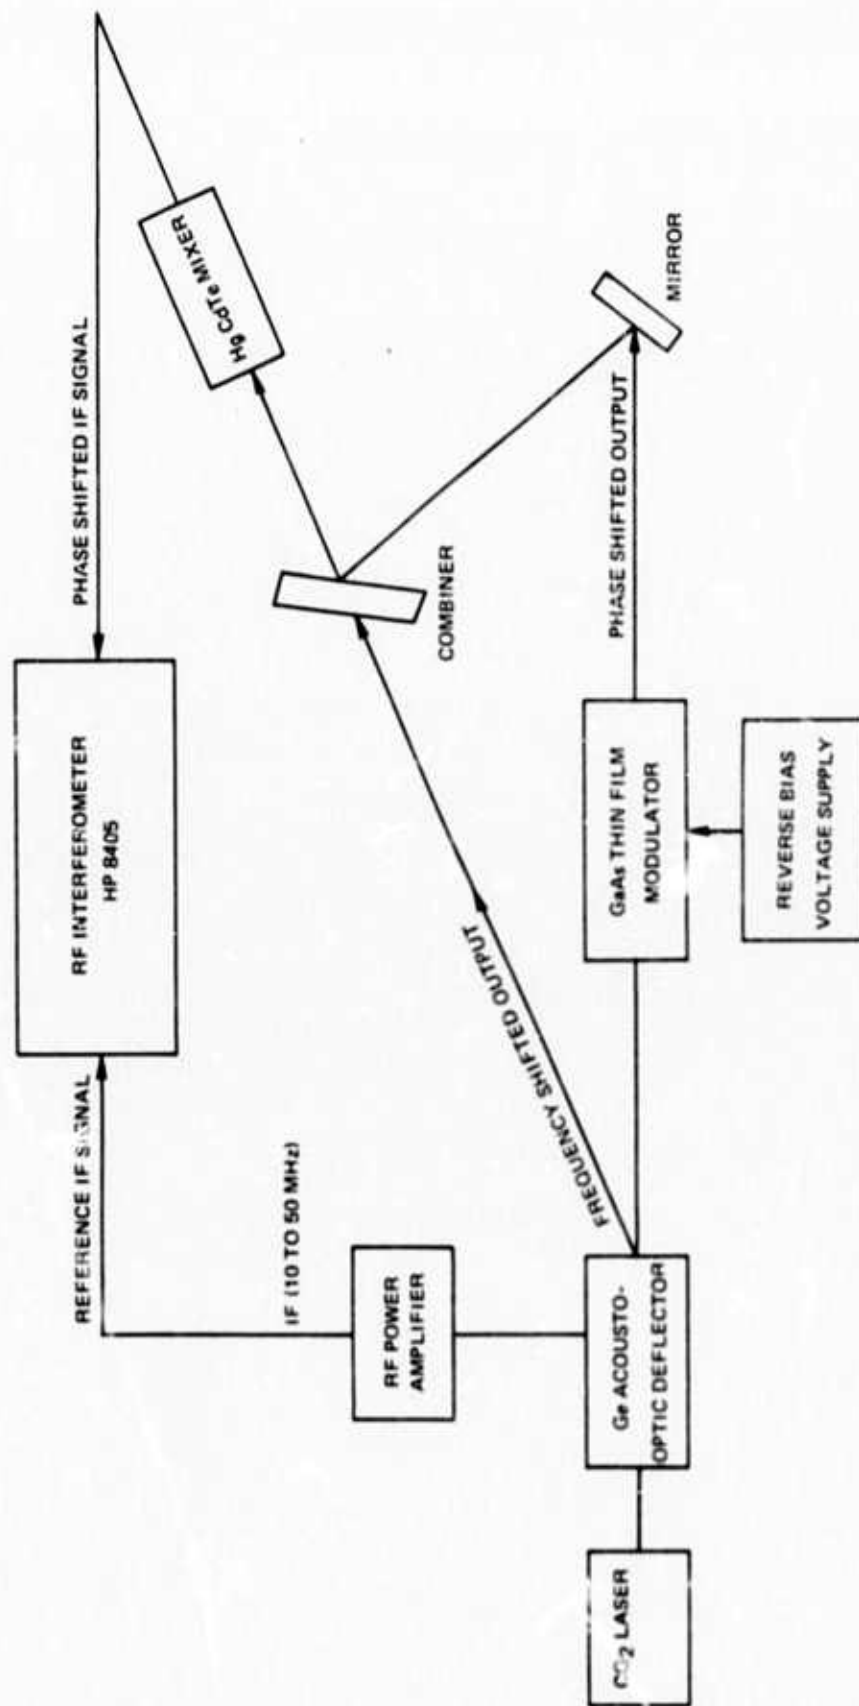 PHASE SHIFTED IF SIGNAL
Hg CdTe MIXER
MIRROR
RF INTERFEROMETER
HP 8405
COMBINER
PHASE SHIFTED OUTPUT
REFERENCE IF SIGNAL
IF (10 TO 50 MHz)
FREQUENCY SHIFTED OUTPUT
GaAs THIN FILM
MODULATOR
REVERSE BIAS
VOLTAGE SUPPLY
RF POWER
AMPLIFIER
Ge ACOUSTO-
OPTIC DEFLECTOR
CO₂ LASER